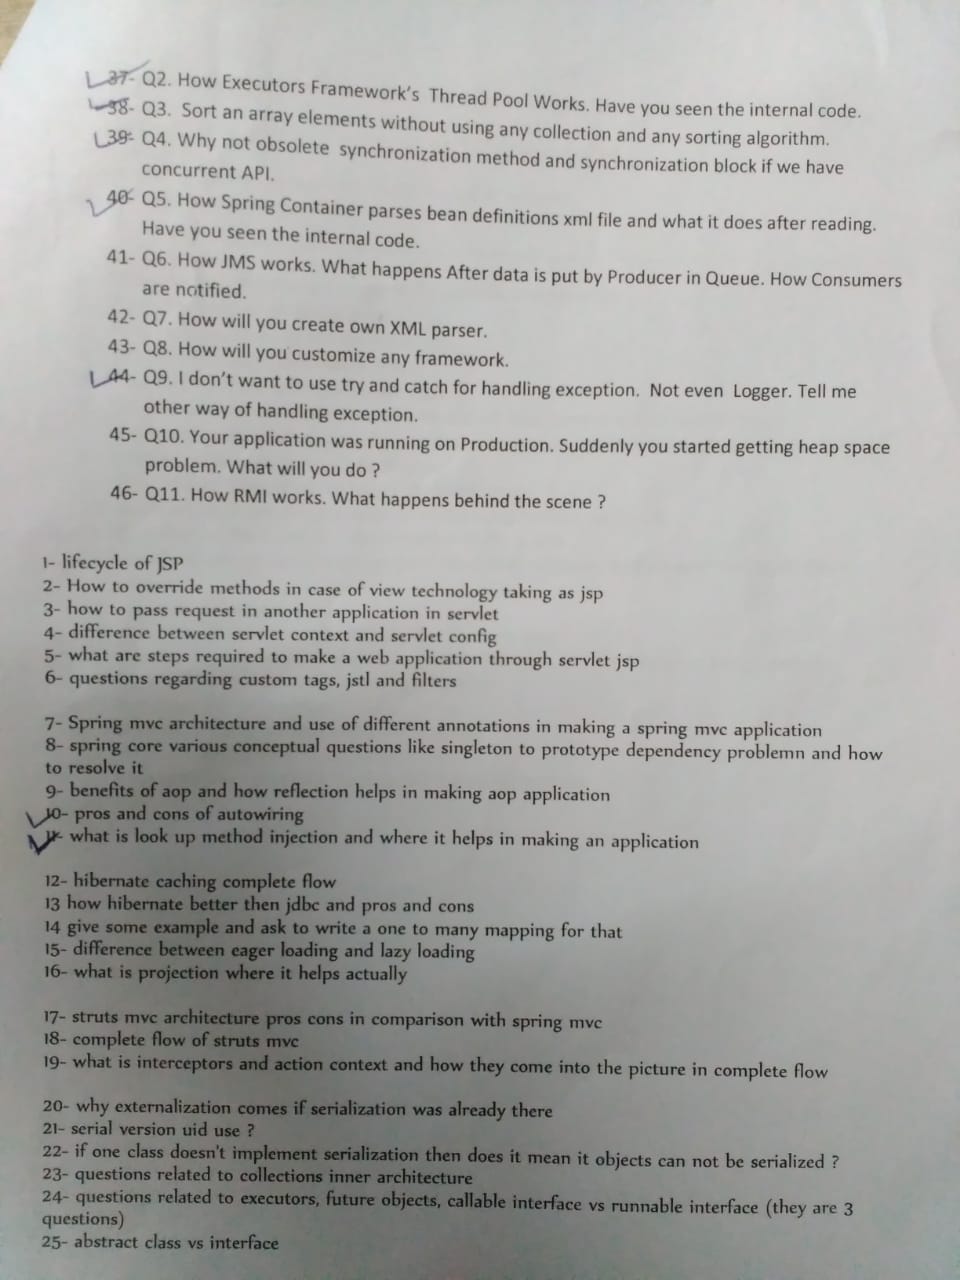 37- Q2. How Executors Framework's Thread Pool Works. Have you seen the internal code.
38- Q3. Sort an array elements without using any collection and any sorting algorithm.
39- Q4. Why not obsolete synchronization method and synchronization block if we have
concurrent API.
40- Q5. How Spring Container parses bean definitions xml file and what it does after reading.
Have you seen the internal code.
41- Q6. How JMS works. What happens After data is put by Producer in Queue. How Consumers
are notified.
42- Q7. How will you create own XML parser.
43- Q8. How will you customize any framework.
44- Q9. I don't want to use try and catch for handling exception. Not even Logger. Tell me
other way of handling exception.
45- Q10. Your application was running on Production. Suddenly you started getting heap space
problem. What will you do ?
46- Q11. How RMI works. What happens behind the scene ?
1- lifecycle of JSP
2- How to override methods in case of view technology taking as jsp
3- how to pass request in another application in servlet
4- difference between servlet context and servlet config
5- what are steps required to make a web application through servlet jsp
6- questions regarding custom tags, jstl and filters
7- Spring mvc architecture and use of different annotations in making a spring mvc application
8- spring core various conceptual questions like singleton to prototype dependency problemn and how
to resolve it
9- benefits of aop and how reflection helps in making aop application
10- pros and cons of autowiring
11- what is look up method injection and where it helps in making an application
12- hibernate caching complete flow
13 how hibernate better then jdbc and pros and cons
14 give some example and ask to write a one to many mapping for that
15- difference between eager loading and lazy loading
16- what is projection where it helps actually
17- struts mvc architecture pros cons in comparison with spring mvc
18- complete flow of struts mvc
19- what is interceptors and action context and how they come into the picture in complete flow
20- why externalization comes if serialization was already there
21- serial version uid use ?
22- if one class doesn't implement serialization then does it mean it objects can not be serialized ?
23- questions related to collections inner architecture
24- questions related to executors, future objects, callable interface vs runnable interface (they are 3
questions)
25- abstract class vs interface